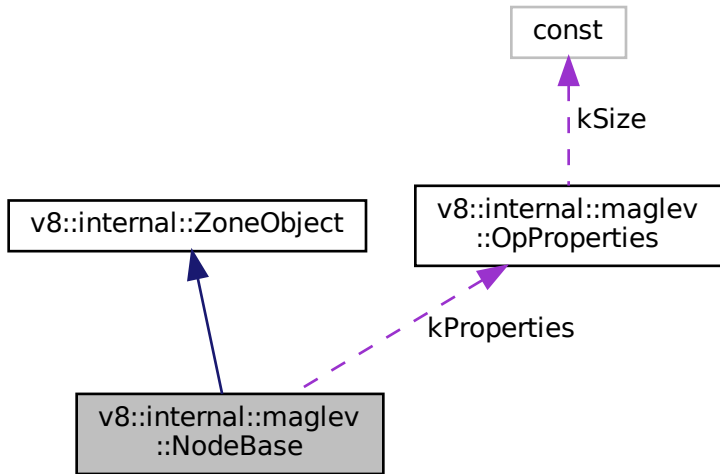 const
kSize
v8::internal::ZoneObject
v8::internal::maglev
::OpProperties
kProperties
v8::internal::maglev
::NodeBase